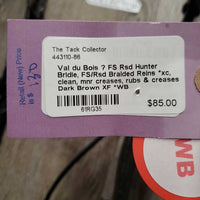 The Tack Collector
443110-86
Val du Bois ? FS Rsd Hunter
Bridle, FS/Rsd Braided Reins *xc,
clean, mnr creases, rubs & creases
Dark Brown XF *WB
$85.00
61RG35
Retail (New) Price
is $
130
WB